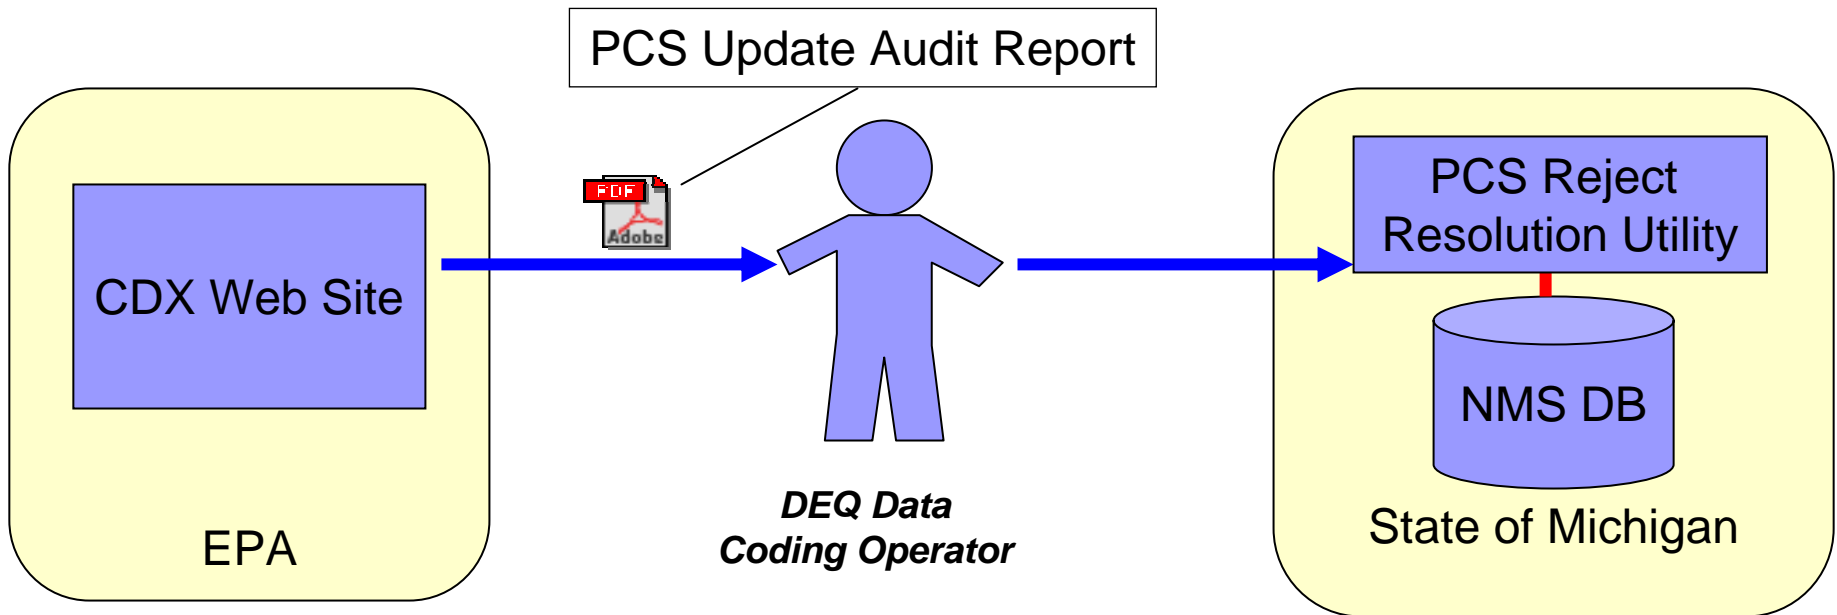 PCS Update Audit Report
PDF
Adobe
CDX Web Site
EPA
DEQ Data
Coding Operator
PCS Reject
Resolution Utility
NMS DB
State of Michigan